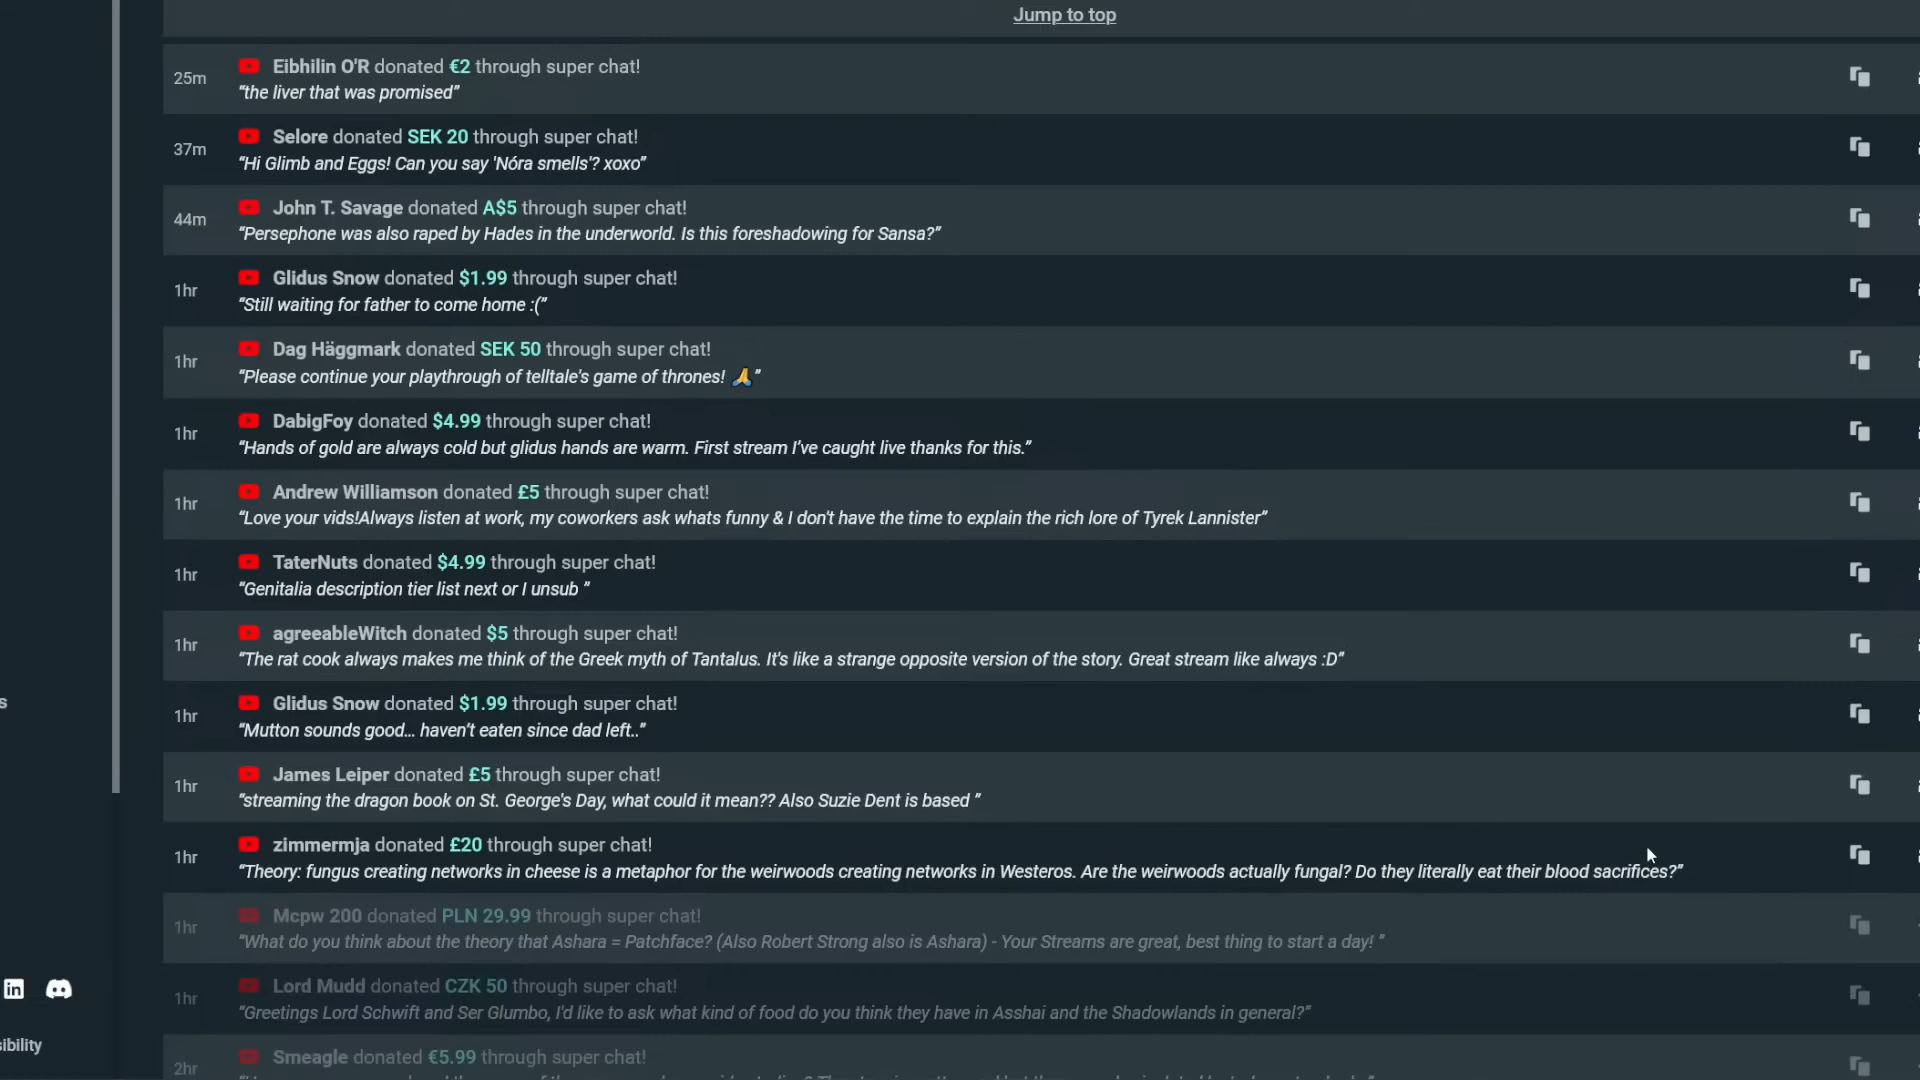 Jump to top
25m
Eibhilin O'R donated €2 through super chat!
“the liver that was promised”
37m
Selore donated SEK 20 through super chat!
“Hi Glimb and Eggs! Can you say 'Nóra smells'? xoxo”
44m
John T. Savage donated A$5 through super chat!
“Persephone was also raped by Hades in the underworld. Is this foreshadowing for Sansa?”
1hr
Glidus Snow donated $1.99 through super chat!
“Still waiting for father to come home :(”
1hr
Dag Häggmark donated SEK 50 through super chat!
“Please continue your playthrough of telltale's game of thrones! 🙏”
1hr
DabigFoy donated $4.99 through super chat!
“Hands of gold are always cold but glidus hands are warm. First stream I've caught live thanks for this.”
1hr
Andrew Williamson donated £5 through super chat!
“Love your vids!Always listen at work, my coworkers ask whats funny & I don't have the time to explain the rich lore of Tyrek Lannister”
1hr
TaterNuts donated $4.99 through super chat!
“Genitalia description tier list next or I unsub ”
1hr
agreeableWitch donated $5 through super chat!
“The rat cook always makes me think of the Greek myth of Tantalus. It's like a strange opposite version of the story. Great stream like always :D”
s
1hr
Glidus Snow donated $1.99 through super chat!
“Mutton sounds good... haven't eaten since dad left..”
1hr
James Leiper donated £5 through super chat!
“streaming the dragon book on St. George's Day, what could it mean?? Also Suzie Dent is based ”
1hr
zimmermja donated £20 through super chat!
“Theory: fungus creating networks in cheese is a metaphor for the weirwoods creating networks in Westeros. Are the weirwoods actually fungal? Do they literally eat their blood sacrifices?”
1hr
Mcpw 200 donated PLN 29.99 through super chat!
“What do you think about the theory that Ashara = Patchface? (Also Robert Strong also is Ashara) - Your Streams are great, best thing to start a day! ”
in
1hr
Lord Mudd donated CZK 50 through super chat!
“Greetings Lord Schwift and Ser Glumbo, I'd like to ask what kind of food do you think they have in Asshai and the Shadowlands in general?”
sibility
2hr
Smeagle donated €5.99 through super chat!